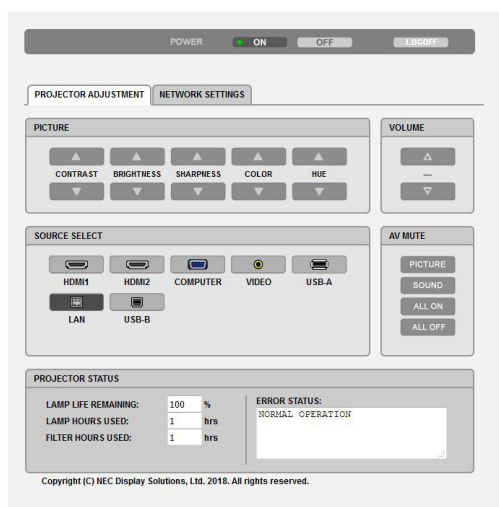 POWER ON OFF LOGOFF
PROJECTOR ADJUSTMENT NETWORK SETTINGS
PICTURE
CONTRAST BRIGHTNESS SHARPNESS COLOR HUE
VOLUME
---
SOURCE SELECT
HDMI1 HDMI2 COMPUTER VIDEO USB-A
LAN USB-B
AV MUTE
PICTURE
SOUND
ALL ON
ALL OFF
PROJECTOR STATUS
LAMP LIFE REMAINING: 100 %
LAMP HOURS USED: 1 hrs
FILTER HOURS USED: 1 hrs
ERROR STATUS:
NORMAL OPERATION
Copyright (C) NEC Display Solutions, Ltd. 2018. All rights reserved.